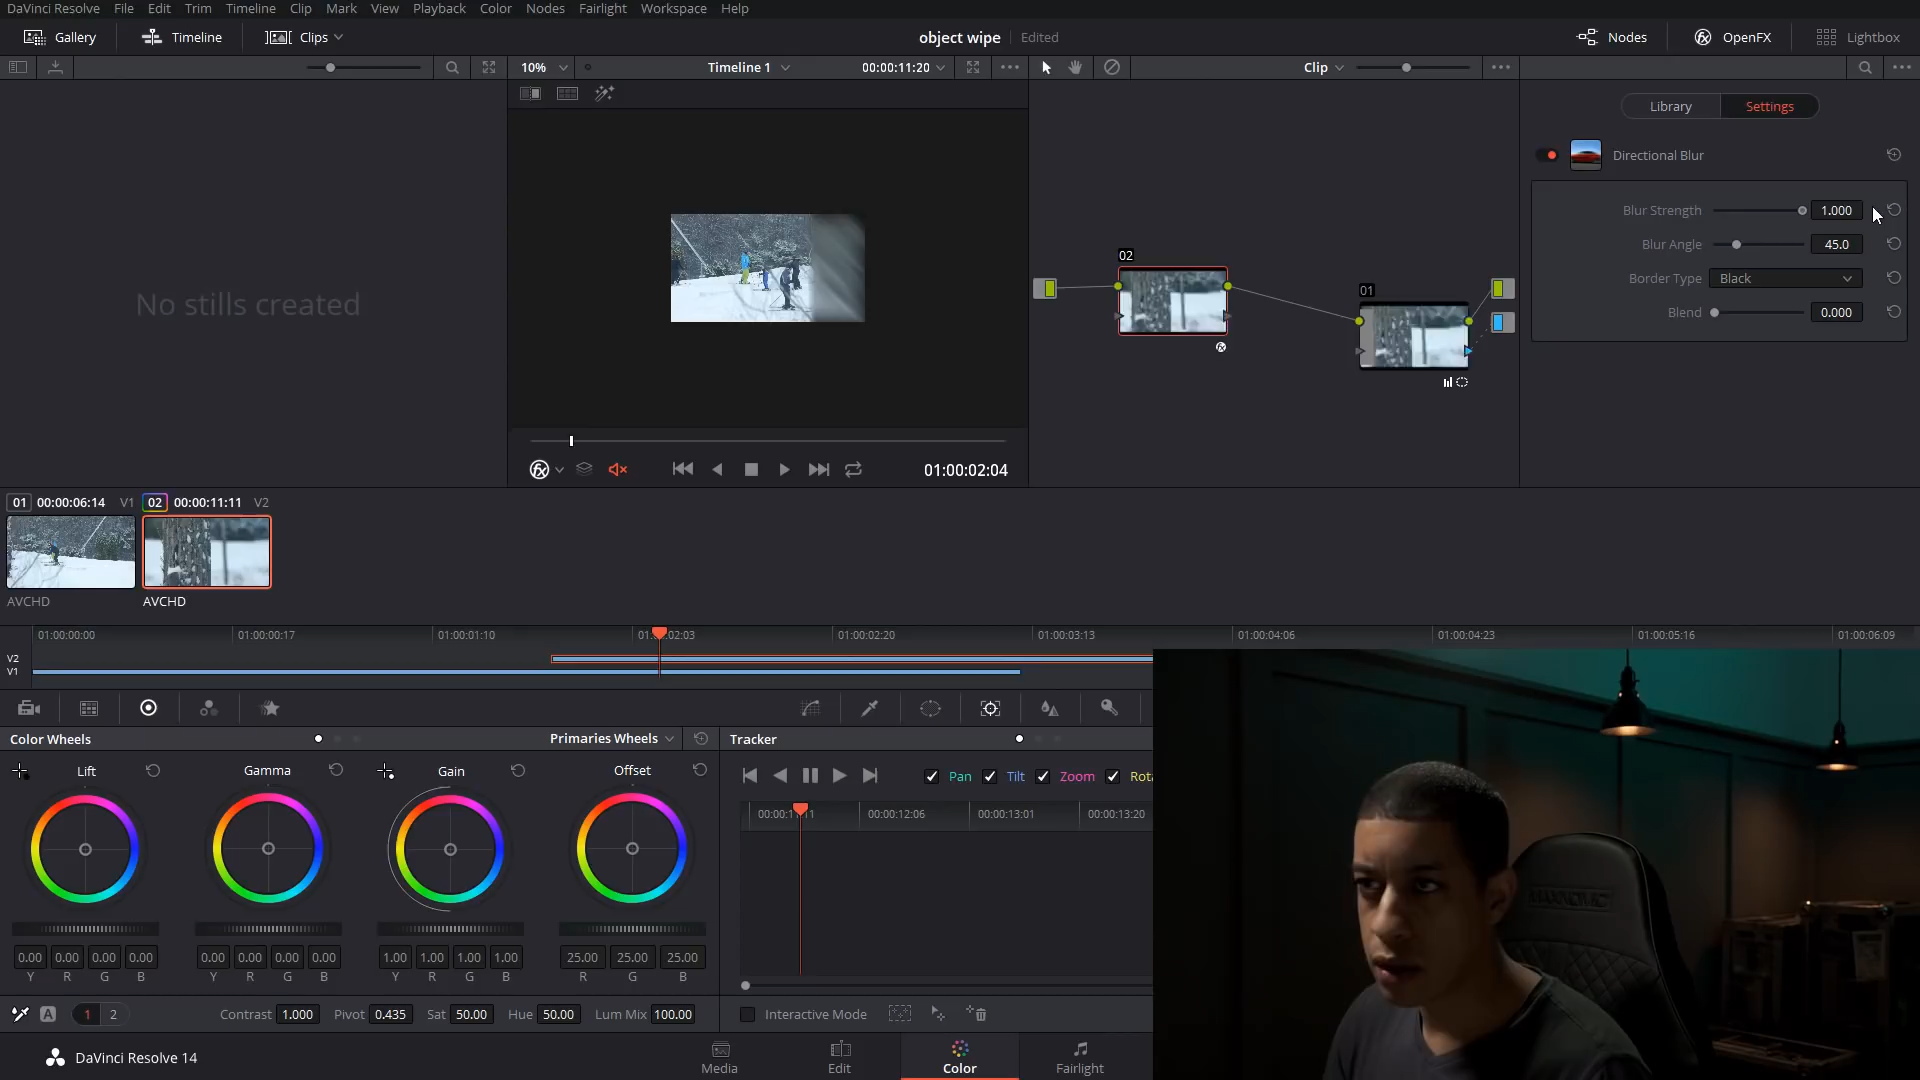 DaVinci Resolve File Edit Trim Timeline Clip Mark View Playback Color Nodes Fairlight Workspace Help
Gallery Timeline Clips object wipe Edited Nodes OpenFX Lightbox
10% Timeline 1 00:00:11:20 Clip
Library Settings
Directional Blur
Blur Strength 1.000
Blur Angle 45.0
Border Type Black
Blend 0.000
No stills created
02
01
01:00:02:04
01 00:00:06:14 V1 02 00:00:11:11 V2
AVCHD AVCHD
01:00:00:00 01:00:00:17 01:00:01:10 02:03 01:00:02:20 01:00:03:13 01:00:04:06 01:00:04:23 01:00:05:16 01:00:06:09
V2
V1
Color Wheels Primaries Wheels Tracker
Lift Gamma Gain Offset
Pan Tilt Zoom Rota
00:00:11:11 00:00:12:06 00:00:13:01 00:00:13:20
MAXNOMIC
0.00 0.00 0.00 0.00 0.00 0.00 0.00 0.00 1.00 1.00 1.00 1.00 25.00 25.00 25.00
Y R G B Y R G B Y R G B R G B
A 1 2 Contrast 1.000 Pivot 0.435 Sat 50.00 Hue 50.00 Lum Mix 100.00 Interactive Mode
DaVinci Resolve 14 Media Edit Color Fairlight